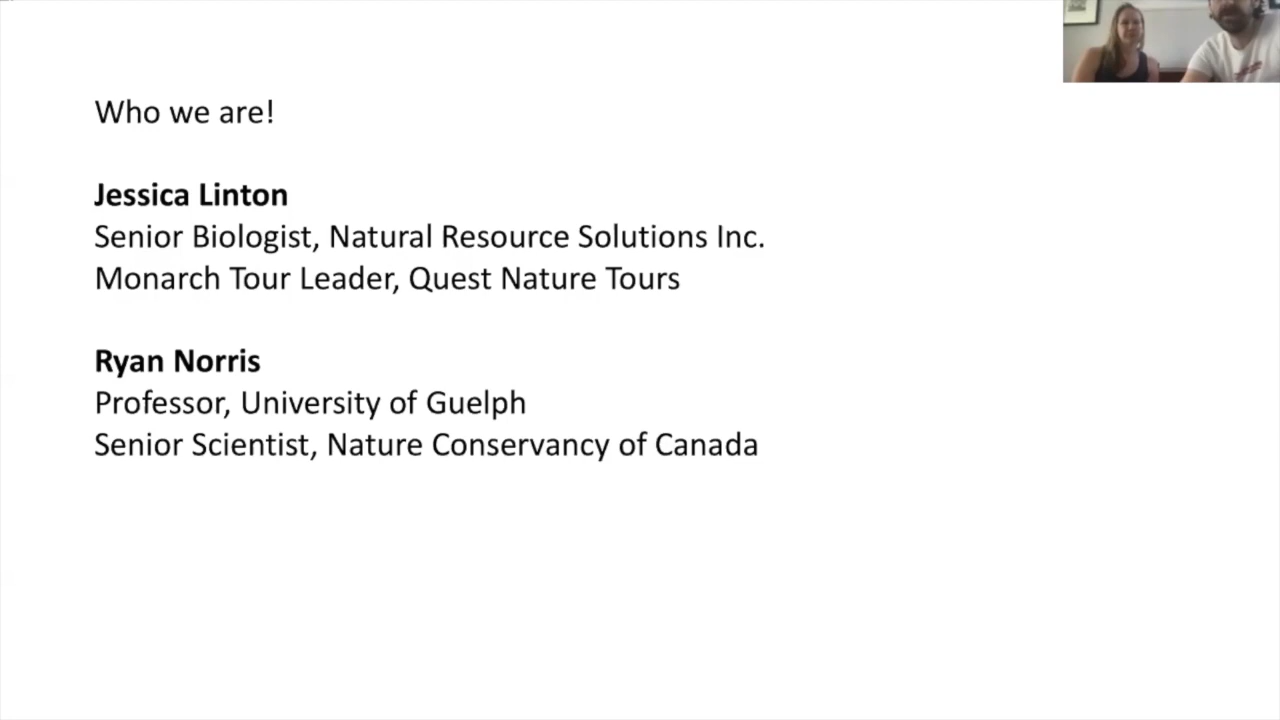 Who we are!
Jessica Linton
Senior Biologist, Natural Resource Solutions Inc.
Monarch Tour Leader, Quest Nature Tours
Ryan Norris
Professor, University of Guelph
Senior Scientist, Nature Conservancy of Canada